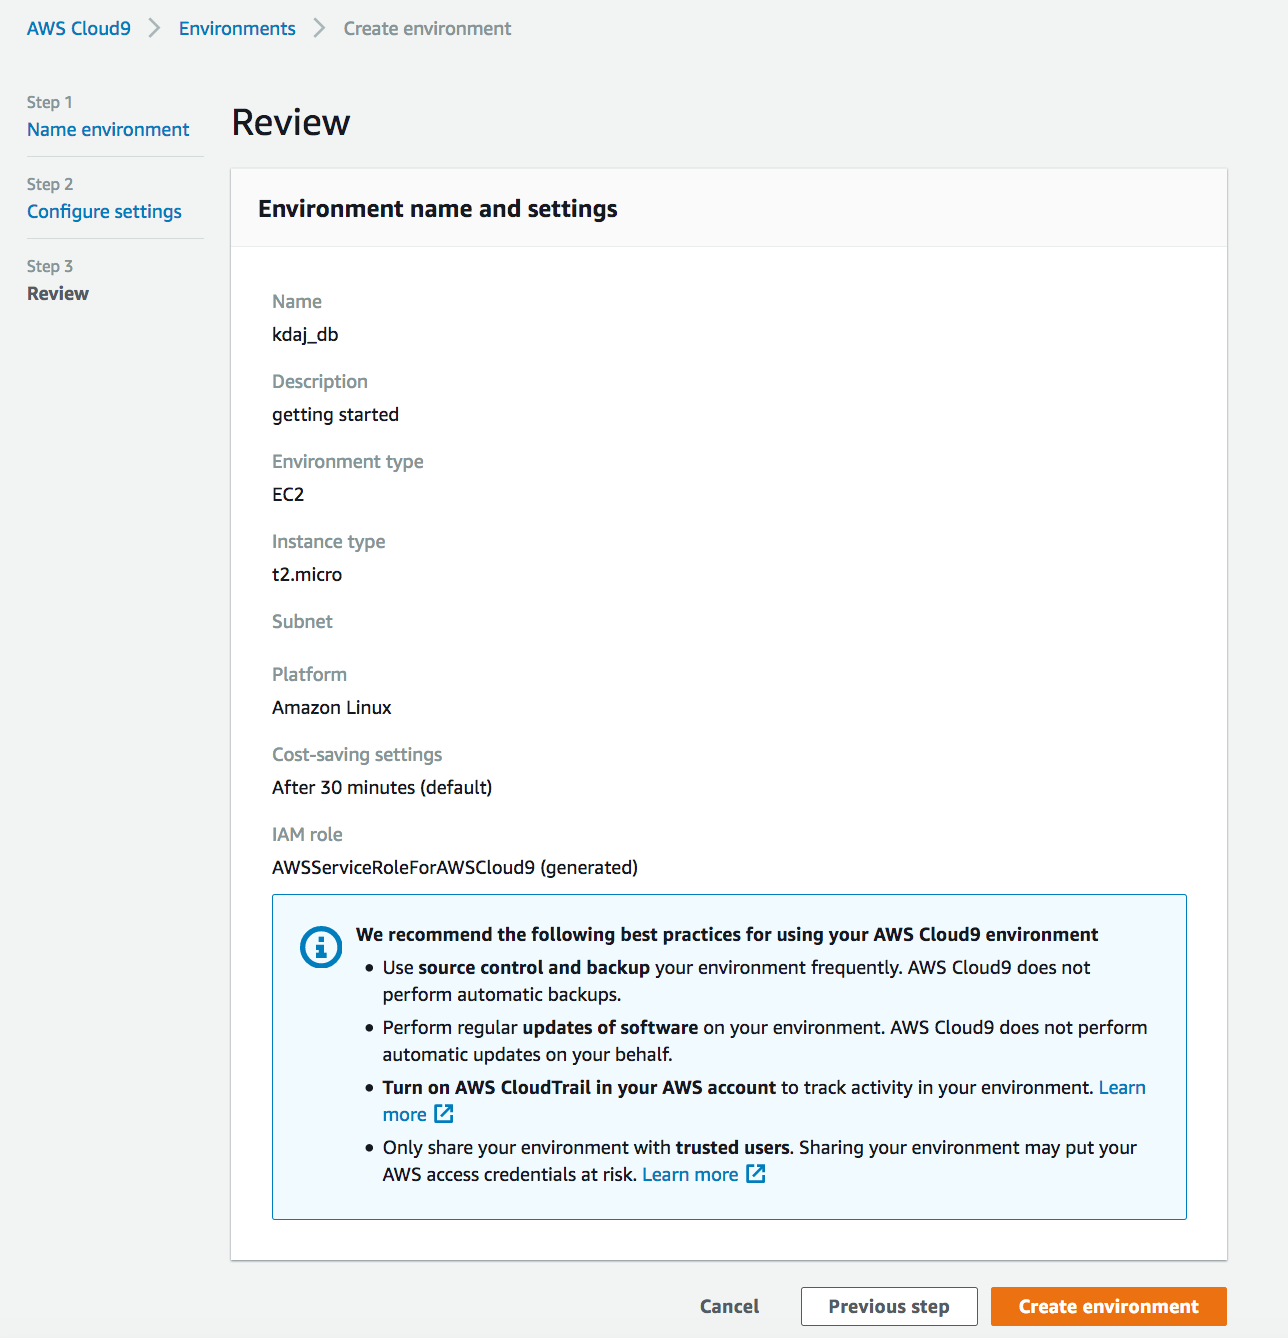 AWS Cloud9 > Environments > Create environment
Step 1
Name environment
Step 2
Configure settings
Step 3
Review
Review
Environment name and settings
Name
kdaj_db
Description
getting started
Environment type
EC2
Instance type
t2.micro
Subnet
Platform
Amazon Linux
Cost-saving settings
After 30 minutes (default)
IAM role
AWSServiceRoleForAWSCloud9 (generated)
We recommend the following best practices for using your AWS Cloud9 environment
• Use source control and backup your environment frequently. AWS Cloud9 does not
perform automatic backups.
• Perform regular updates of software on your environment. AWS Cloud9 does not perform
automatic updates on your behalf.
• Turn on AWS CloudTrail in your AWS account to track activity in your environment. Learn
more
• Only share your environment with trusted users. Sharing your environment may put your
AWS access credentials at risk. Learn more
Cancel
Previous step
Create environment